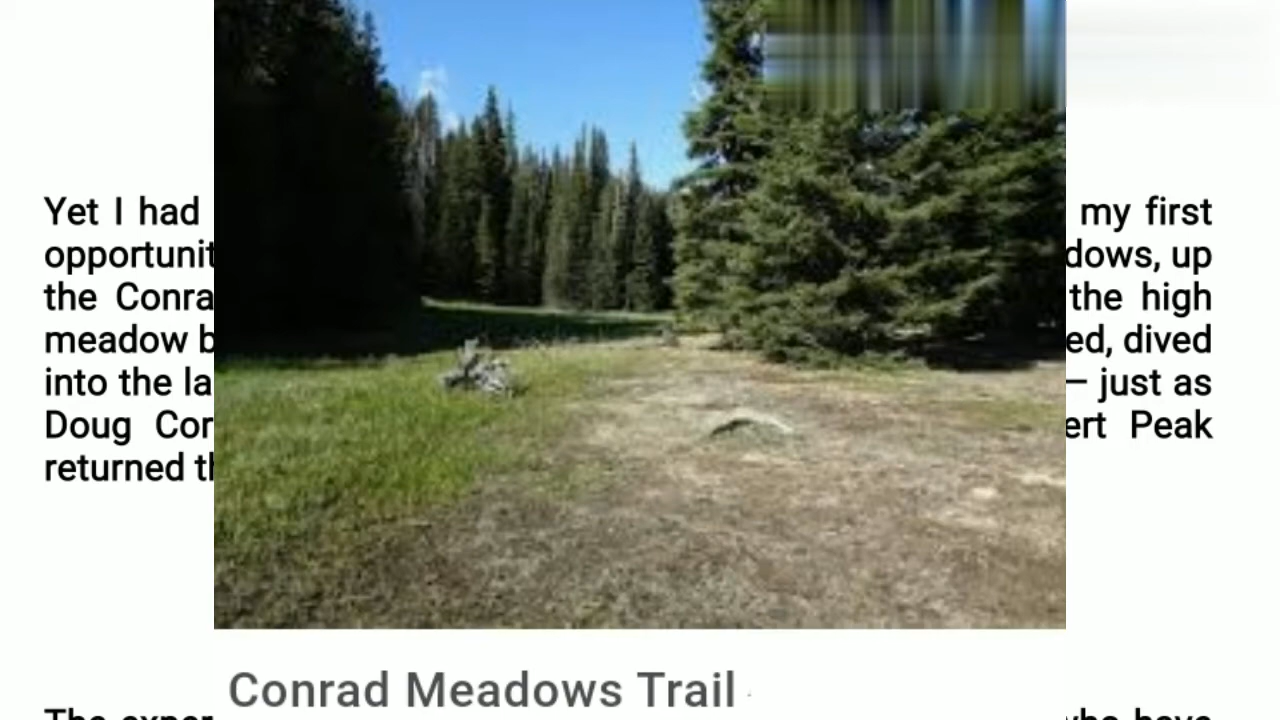 Yet I had my first
opportunit dows, up
the Conra the high
meadow b ed, dived
into the la – just as
Doug Cor ert Peak
returned th
Conrad Meadows Trail